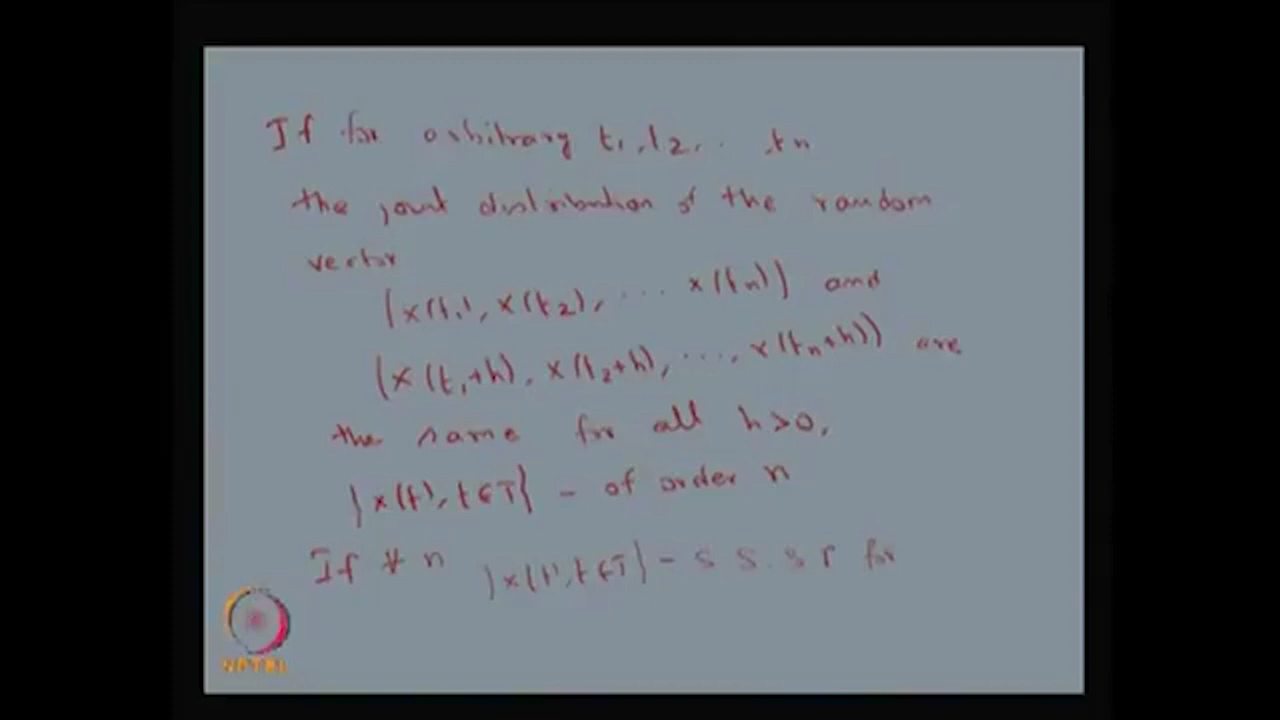 If for arbitrary t1, t2, .. tn
the joint distribution of the random
vector
(x(t1), x(t2), ... x(tn)) and
(x(t1+h), x(t2+h), ..., x(tn+h)) are
the same for all h>0,
{x(t), t∈T} - of order n
If ∀ n {x(t), t∈T} - S S. S P for
NPTEL